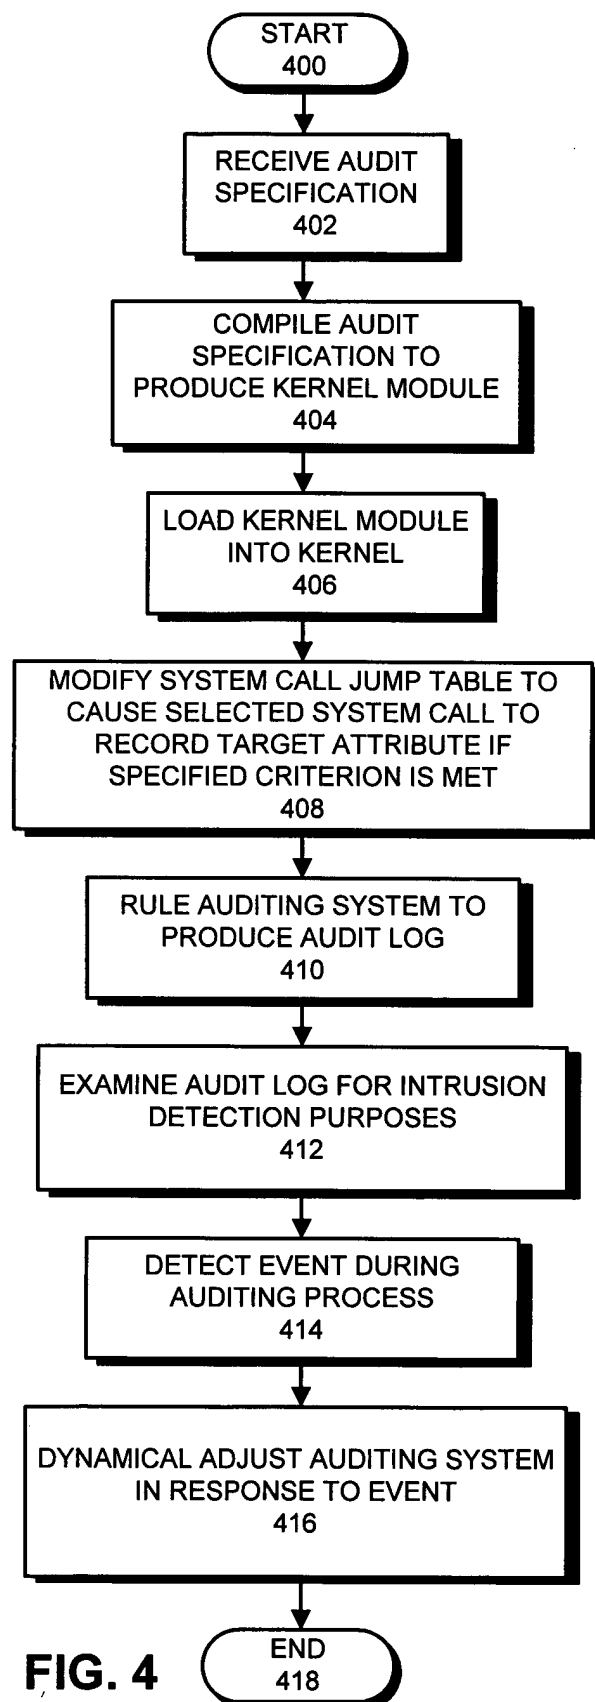 START
400
RECEIVE AUDIT
SPECIFICATION
402
COMPILE AUDIT
SPECIFICATION TO
PRODUCE KERNEL MODULE
404
LOAD KERNEL MODULE
INTO KERNEL
406
MODIFY SYSTEM CALL JUMP TABLE TO
CAUSE SELECTED SYSTEM CALL TO
RECORD TARGET ATTRIBUTE IF
SPECIFIED CRITERION IS MET
408
RULE AUDITING SYSTEM TO
PRODUCE AUDIT LOG
410
EXAMINE AUDIT LOG FOR INTRUSION
DETECTION PURPOSES
412
DETECT EVENT DURING
AUDITING PROCESS
414
DYNAMICAL ADJUST AUDITING SYSTEM
IN RESPONSE TO EVENT
416
END
418
FIG. 4